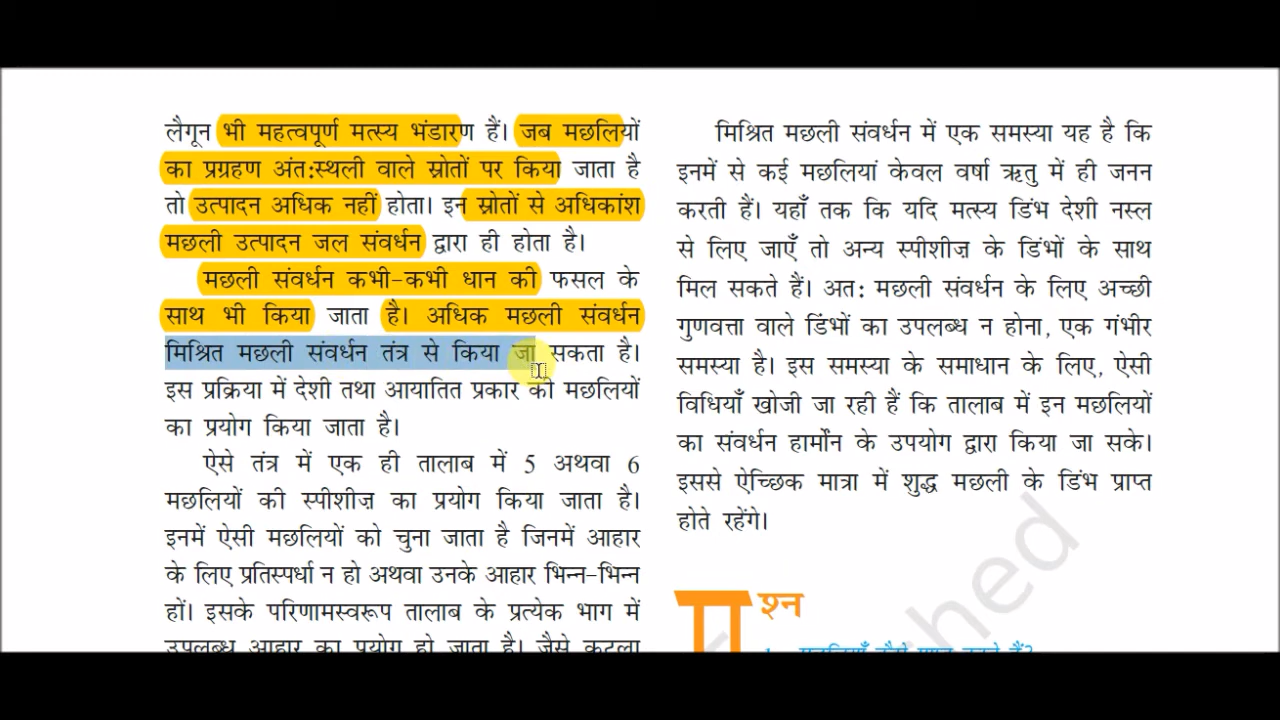 लैगून भी महत्वपूर्ण मत्स्य भंडारण हैं। जब मछलियों
का प्रग्रहण अंत:स्थली वाले स्रोतों पर किया जाता है
तो उत्पादन अधिक नहीं होता। इन स्रोतों से अधिकांश
मछली उत्पादन जल संवर्धन द्वारा ही होता है।
मछली संवर्धन कभी-कभी धान की फसल के
साथ भी किया जाता है। अधिक मछली संवर्धन
मिश्रित मछली संवर्धन तंत्र से किया जा सकता है।
इस प्रक्रिया में देशी तथा आयातित प्रकार की मछलियों
का प्रयोग किया जाता है।
ऐसे तंत्र में एक ही तालाब में 5 अथवा 6
मछलियों की स्पीशीज़ का प्रयोग किया जाता है।
इनमें ऐसी मछलियों को चुना जाता है जिनमें आहार
के लिए प्रतिस्पर्धा न हो अथवा उनके आहार भिन्न-भिन्न
हों। इसके परिणामस्वरूप तालाब के प्रत्येक भाग में
उपलब्ध आहार का प्रयोग हो जाता है। जैसे कटला
मिश्रित मछली संवर्धन में एक समस्या यह है कि
इनमें से कई मछलियां केवल वर्षा ऋतु में ही जनन
करती हैं। यहाँ तक कि यदि मत्स्य डिंभ देशी नस्ल
से लिए जाएँ तो अन्य स्पीशीज़ के डिंभों के साथ
मिल सकते हैं। अत: मछली संवर्धन के लिए अच्छी
गुणवत्ता वाले डिंभों का उपलब्ध न होना, एक गंभीर
समस्या है। इस समस्या के समाधान के लिए, ऐसी
विधियाँ खोजी जा रही हैं कि तालाब में इन मछलियों
का संवर्धन हार्मोन के उपयोग द्वारा किया जा सके।
इससे ऐच्छिक मात्रा में शुद्ध मछली के डिंभ प्राप्त
होते रहेंगे।
प्रश्न